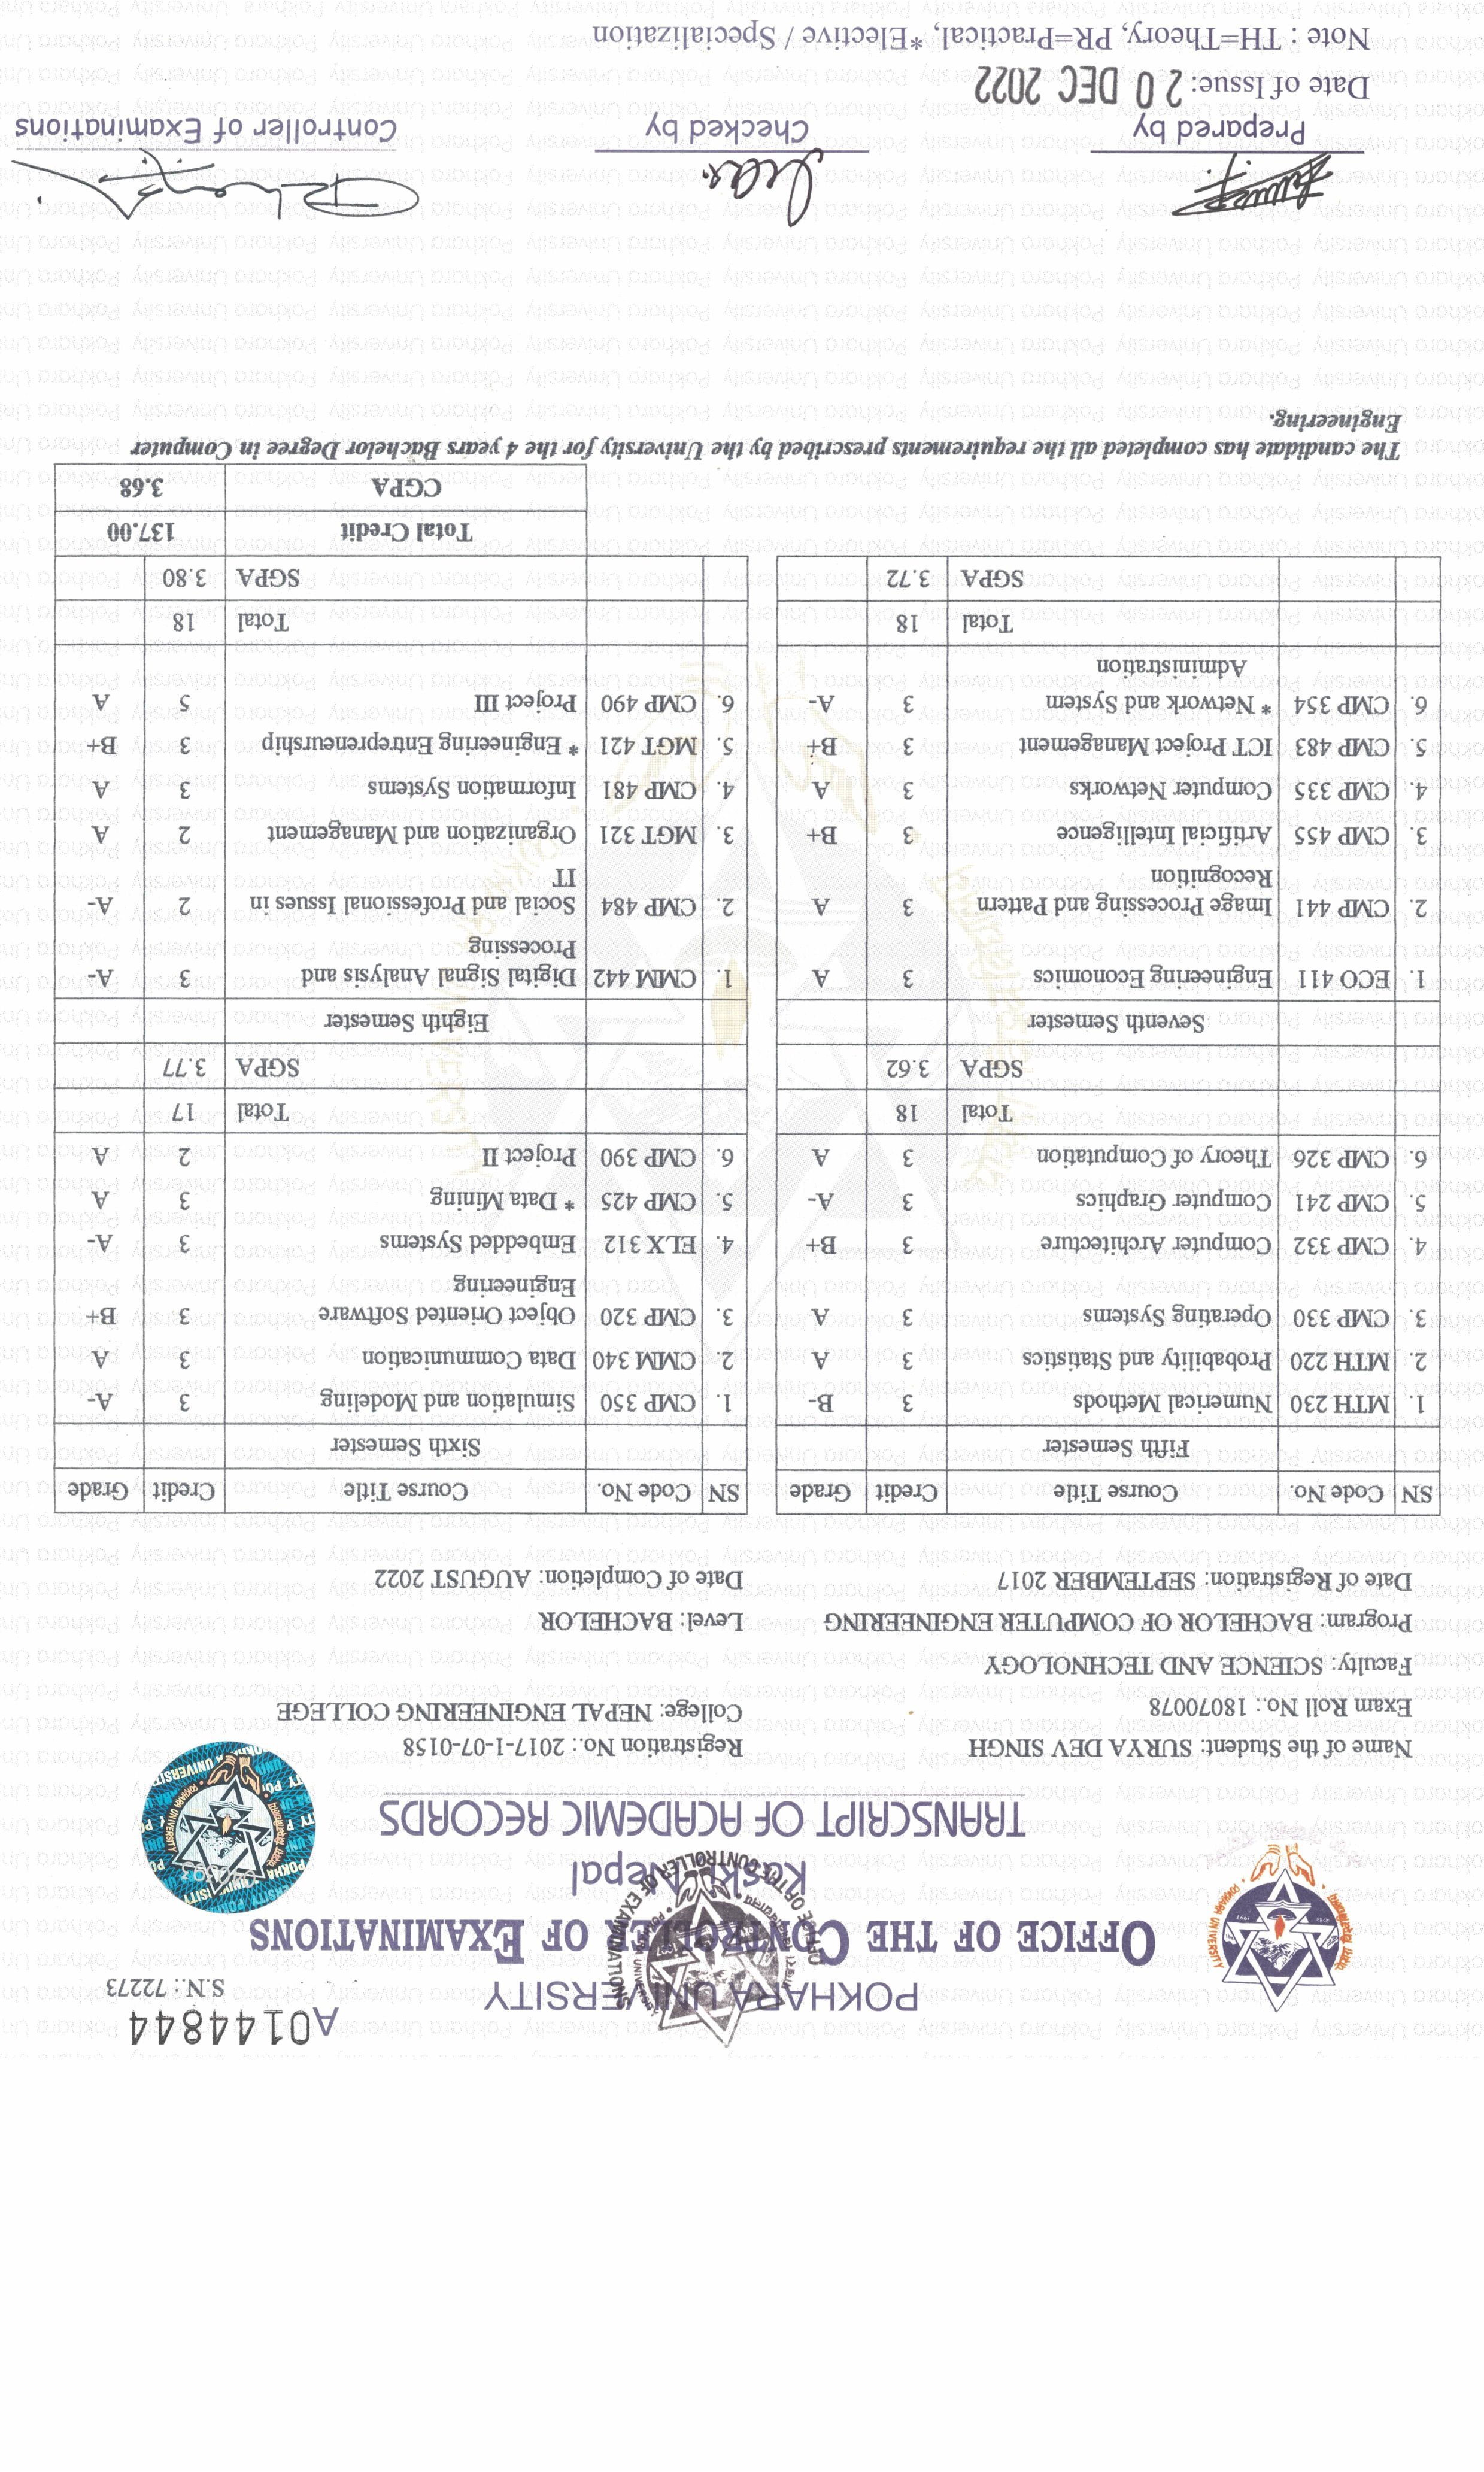 A0144844
S.N.: 72273
POKHARA UNIVERSITY
OFFICE OF THE CONTROLLER OF EXAMINATIONS
Kaski, Nepal
TRANSCRIPT OF ACADEMIC RECORDS
Name of the Student: SURYA DEV SINGH Registration No.: 2017-1-07-0158
Exam Roll No.: 18070078 College: NEPAL ENGINEERING COLLEGE
Faculty: SCIENCE AND TECHNOLOGY
Program: BACHELOR OF COMPUTER ENGINEERING Level: BACHELOR
Date of Registration: SEPTEMBER 2017 Date of Completion: AUGUST 2022
SN Code No. Course Title Credit Grade
Fifth Semester
1. MTH 230 Numerical Methods 3 B-
2. MTH 220 Probability and Statistics 3 A
3. CMP 330 Operating Systems 3 A
4. CMP 332 Computer Architecture 3 B+
5. CMP 241 Computer Graphics 3 A-
6. CMP 326 Theory of Computation 3 A
Total 18
SGPA 3.62
Seventh Semester
1. ECO 411 Engineering Economics 3 A
2. CMP 441 Image Processing and Pattern 3 A
Recognition
3. CMP 455 Artificial Intelligence 3 B+
4. CMP 335 Computer Networks 3 A
5. CMP 483 ICT Project Management 3 B+
6 CMP 354 * Network and System 3 A-
Administration
Total 18
SGPA 3.72
SN Code No. Course Title Credit Grade
Sixth Semester
1. CMP 350 Simulation and Modeling 3 A-
2. CMM 340 Data Communication 3 A
3. CMP 320 Object Oriented Software 3 B+
Engineering
4. ELX 312 Embedded Systems 3 A-
5. CMP 425 * Data Mining 3 A
6. CMP 390 Project II 2 A
Total 17
SGPA 3.77
Eighth Semester
1. CMM 442 Digital Signal Analysis and 3 A-
Processing
2. CMP 484 Social and Professional Issues in 2 A-
IT
3. MGT 321 Organization and Management 2 A
4. CMP 481 Information Systems 3 A
5. MGT 421 * Engineering Entrepreneurship 3 B+
6. CMP 490 Project III 5 A
Total 18
SGPA 3.80
Total Credit 137.00
CGPA 3.68
The candidate has completed all the requirements prescribed by the University for the 4 years Bachelor Degree in Computer
Engineering.
Prepared by Checked by Controller of Examinations
Date of Issue: 20 DEC 2022
Note : TH=Theory, PR=Practical, *Elective / Specialization